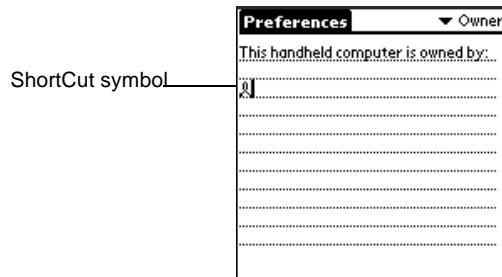 Preferences
Owner
This handheld computer is owned by:
ShortCut symbol